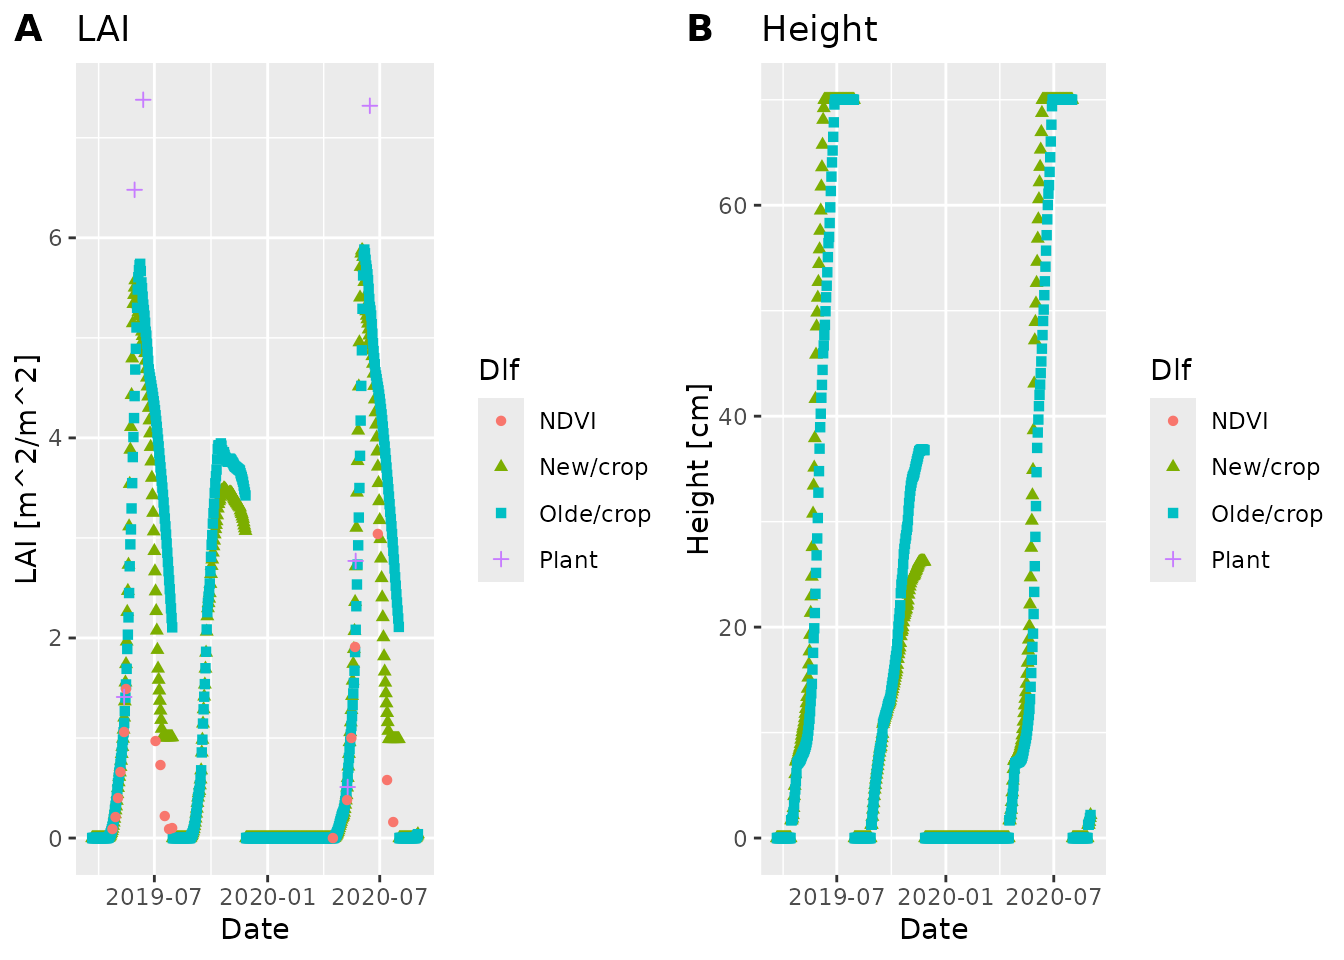 A LAI
LAI [m^2/m^2]
6
4
2
0
2019-07 2020-01 2020-07
Date
Dlf
NDVI
New/crop
Olde/crop
Plant
B Height
Height [cm]
60
40
20
0
2019-07 2020-01 2020-07
Date
Dlf
NDVI
New/crop
Olde/crop
Plant